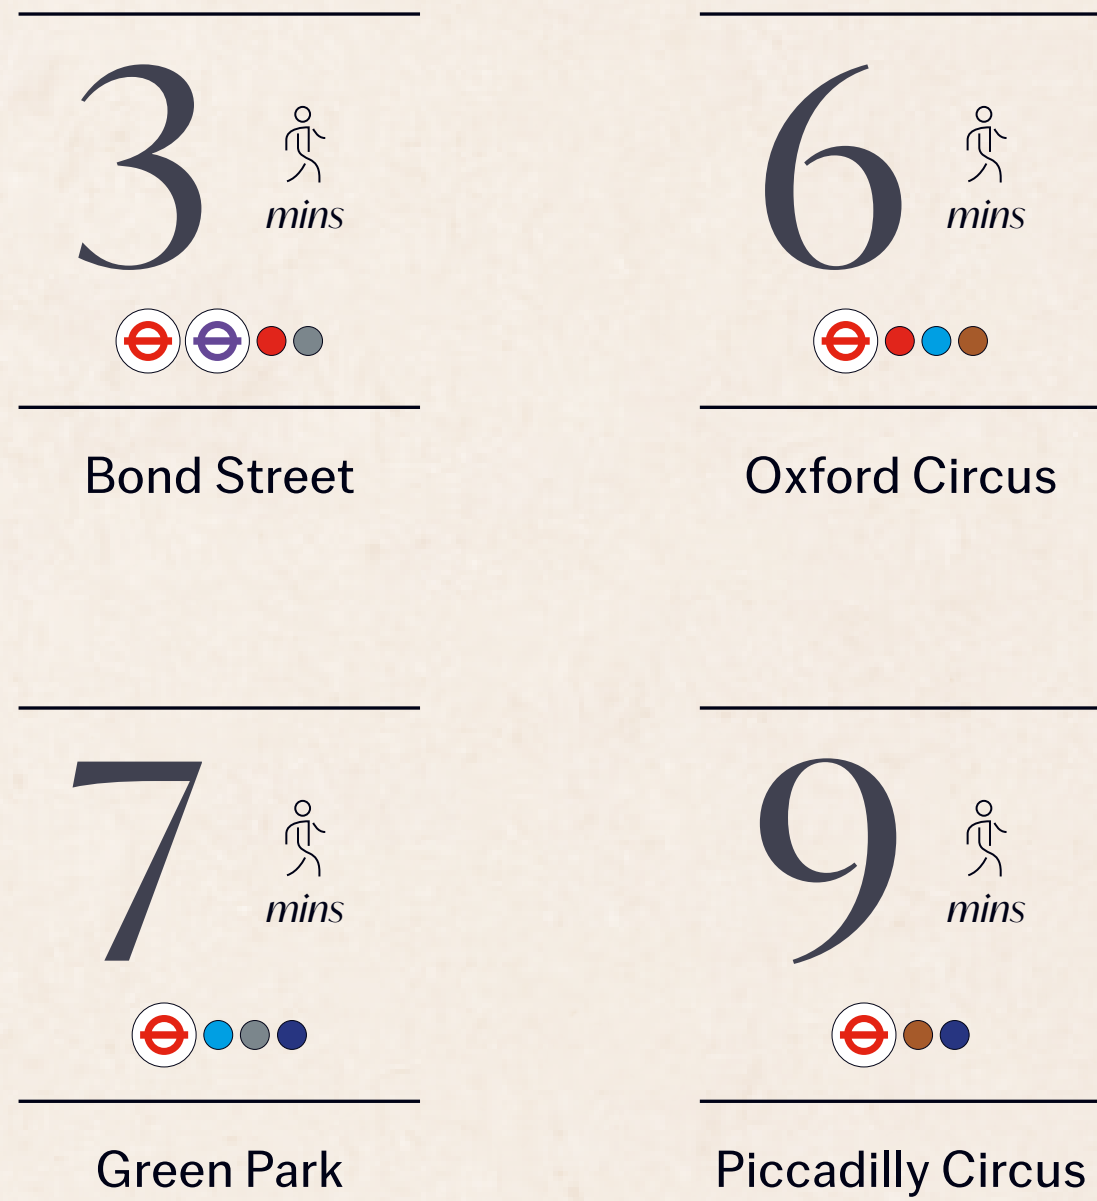 3 mins
Bond Street
6 mins
Oxford Circus
7 mins
Green Park
9 mins
Piccadilly Circus